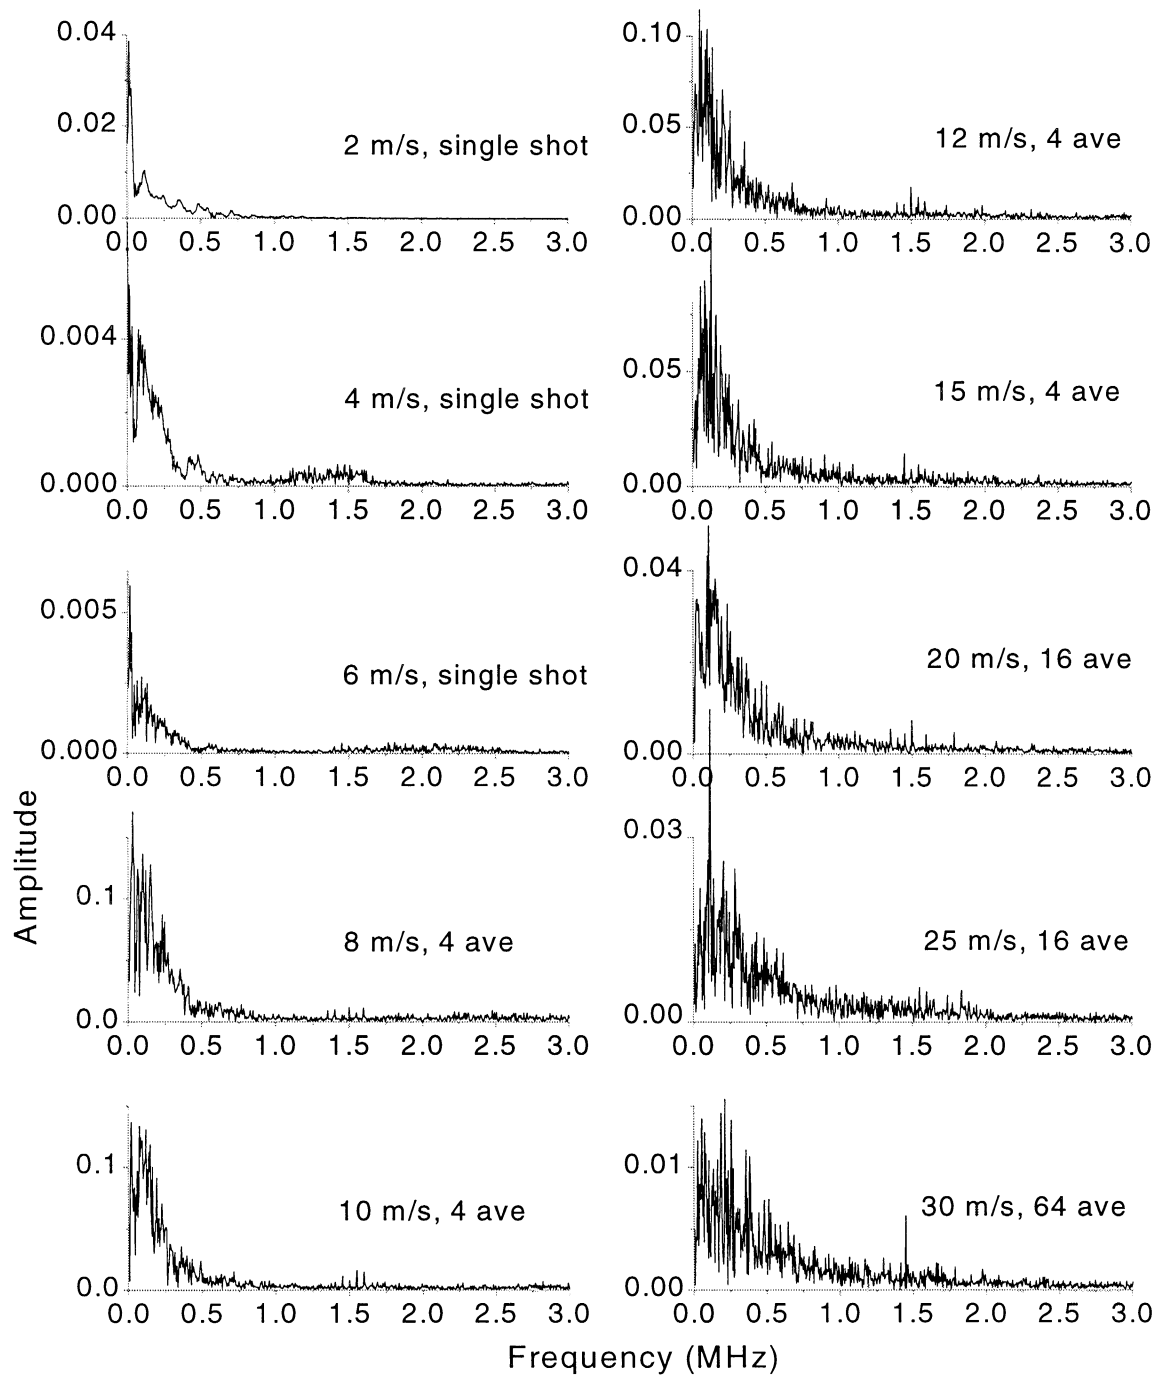 0.04
0.02
0.00
2 m/s, single shot
0.0 0.5 1.0 1.5 2.0 2.5 3.0
0.004
0.000
4 m/s, single shot
0.0 0.5 1.0 1.5 2.0 2.5 3.0
0.005
0.000
6 m/s, single shot
0.0 0.5 1.0 1.5 2.0 2.5 3.0
0.1
0.0
8 m/s, 4 ave
0.0 0.5 1.0 1.5 2.0 2.5 3.0
0.1
0.0
10 m/s, 4 ave
0.0 0.5 1.0 1.5 2.0 2.5 3.0
0.10
0.05
0.00
12 m/s, 4 ave
0.0 0.5 1.0 1.5 2.0 2.5 3.0
0.05
0.00
15 m/s, 4 ave
0.0 0.5 1.0 1.5 2.0 2.5 3.0
0.04
0.00
20 m/s, 16 ave
0.0 0.5 1.0 1.5 2.0 2.5 3.0
0.03
0.00
25 m/s, 16 ave
0.0 0.5 1.0 1.5 2.0 2.5 3.0
0.01
0.00
30 m/s, 64 ave
0.0 0.5 1.0 1.5 2.0 2.5 3.0
Amplitude
Frequency (MHz)